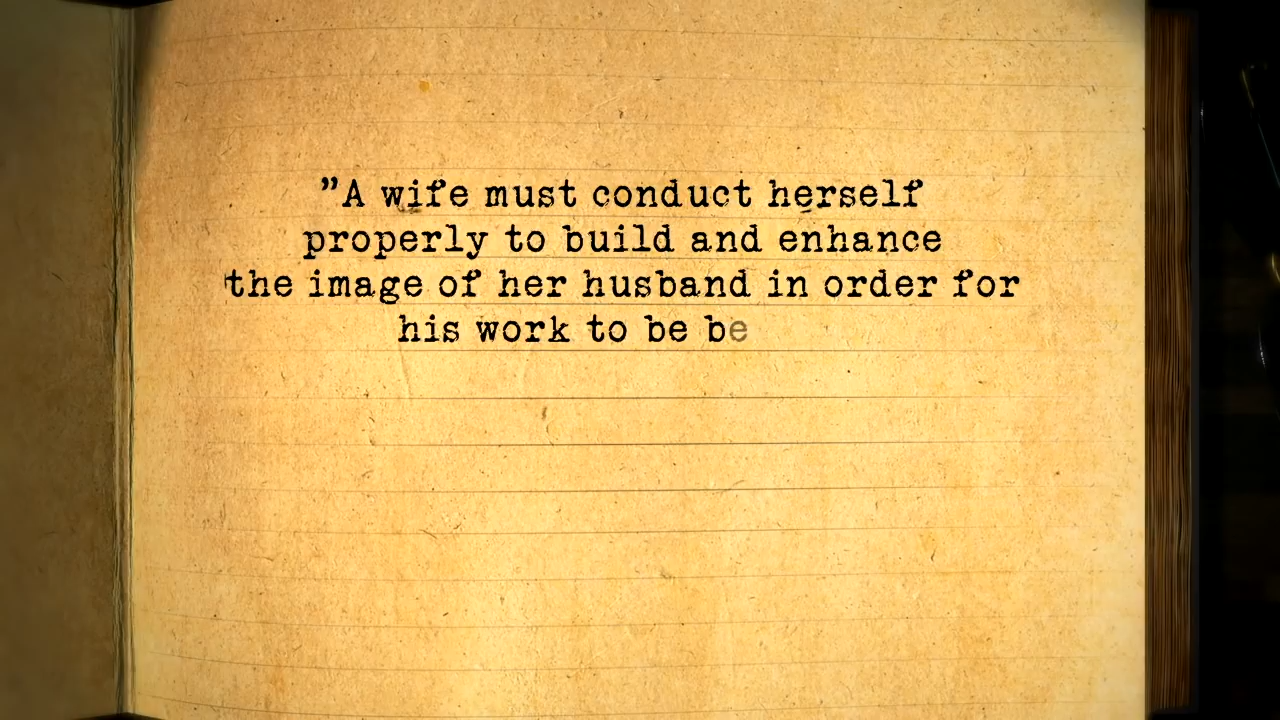 ”A wife must conduct herself
properly to build and enhance
the image of her husband in order for
his work to be be